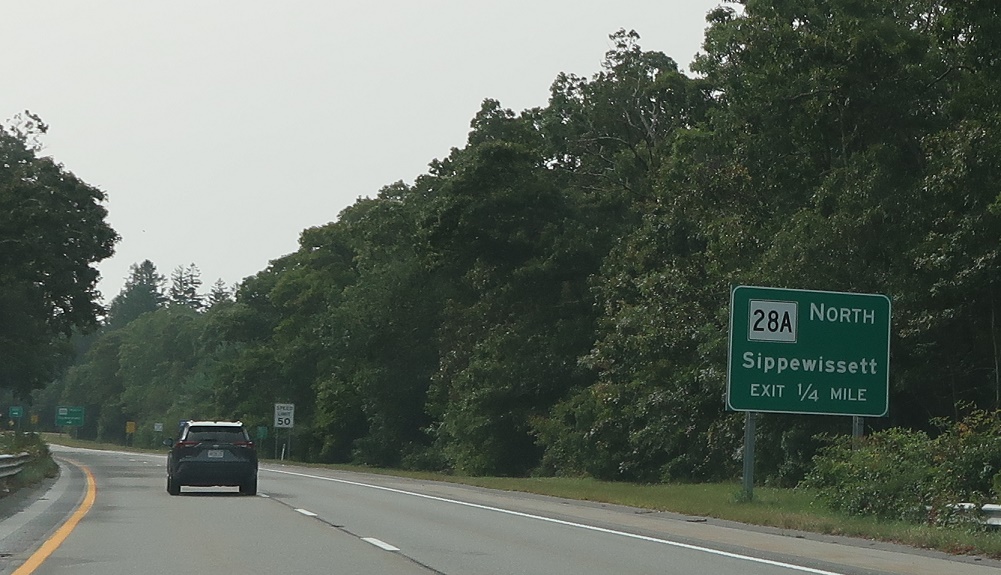 28A NORTH
Sippewissett
EXIT 1/4 MILE
SPEED
LIMIT
50